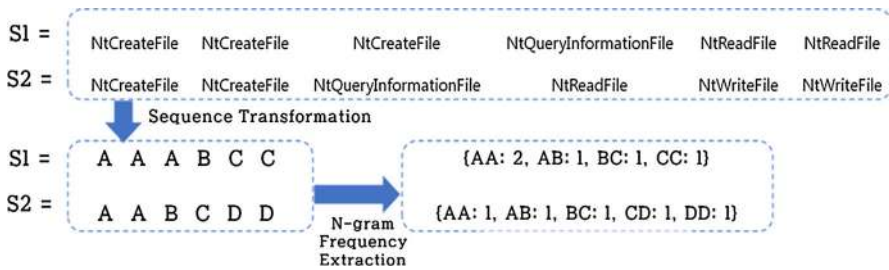 S1 = NtCreateFile NtCreateFile NtCreateFile NtQueryInformationFile NtReadFile NtReadFile
S2 = NtCreateFile NtCreateFile NtQueryInformationFile NtReadFile NtWriteFile NtWriteFile
Sequence Transformation
S1 = A A A B C C {AA: 2, AB: 1, BC: 1, CC: 1}
S2 = A A B C D D {AA: 1, AB: 1, BC: 1, CD: 1, DD: 1}
N-gram
Frequency
Extraction